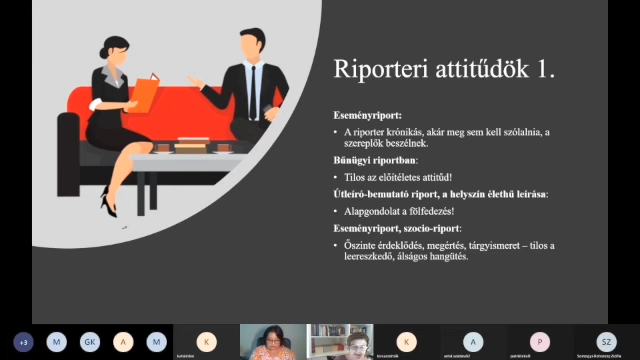 Riporteri attitűdök 1.
Eseményriport:
• A riporter krónikás, akár meg sem kell szólalnia, a
szereplők beszélnek.
Bűnügyi riportban:
• Tilos az előítéletes attitűd!
Útleíró-bemutató riport, a helyszín élethű leírása:
• Alapgondolat a fölfedezés!
Eseményriport, szocio-riport:
• Őszinte érdeklődés, megértés, tárgyismeret – tilos a
leereszkedő, álságos hangütés.
+3
M
GK
A
M
K
K
A
P
SZ